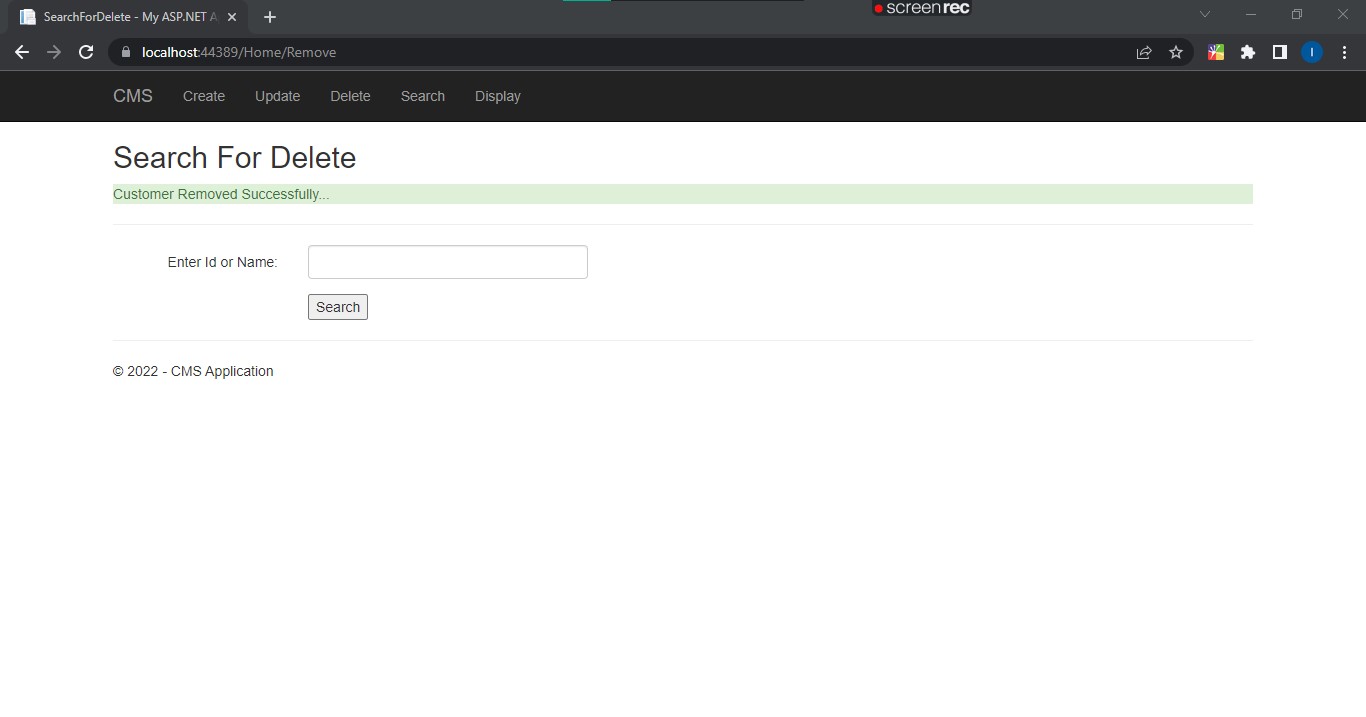 SearchForDelete - My ASP.NET A
screenrec
localhost:44389/Home/Remove
I
CMS Create Update Delete Search Display
Search For Delete
Customer Removed Successfully...
Enter Id or Name:
Search
© 2022 - CMS Application